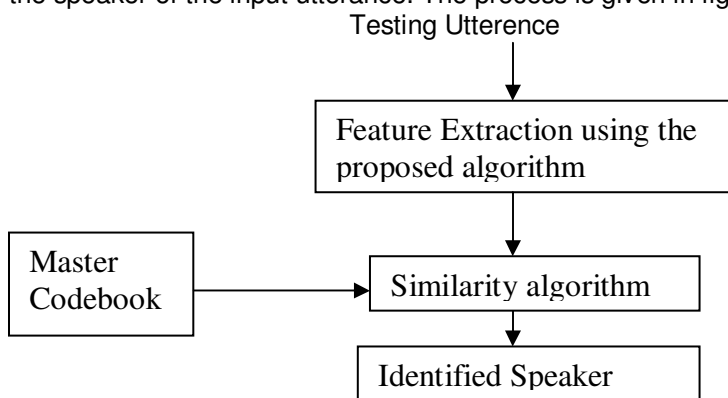 the speaker of the input utterance. The process is given in fig
Testing Utterence
Feature Extraction using the
proposed algorithm
Master
Codebook
Similarity algorithm
Identified Speaker